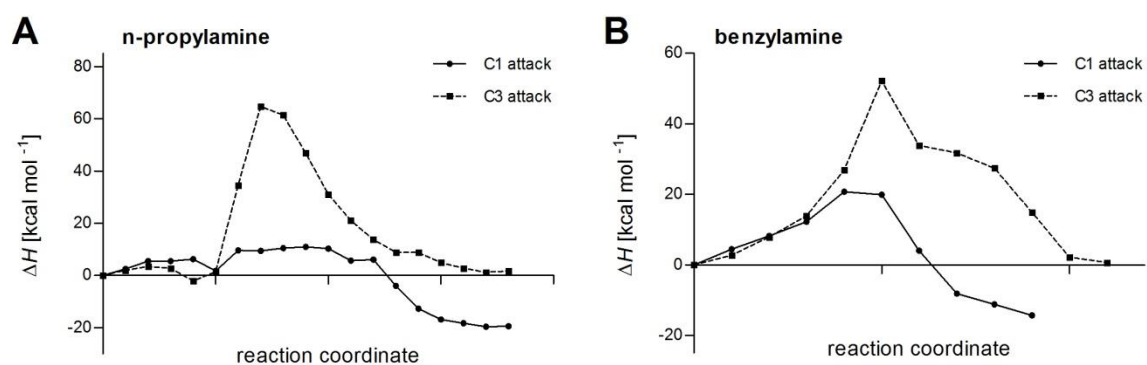 A
n-propylamine
C1 attack
C3 attack
80
60
40
20
0
-20
ΔH [kcal mol -1]
reaction coordinate
B
benzylamine
C1 attack
C3 attack
60
40
20
0
-20
ΔH [kcal mol -1]
reaction coordinate